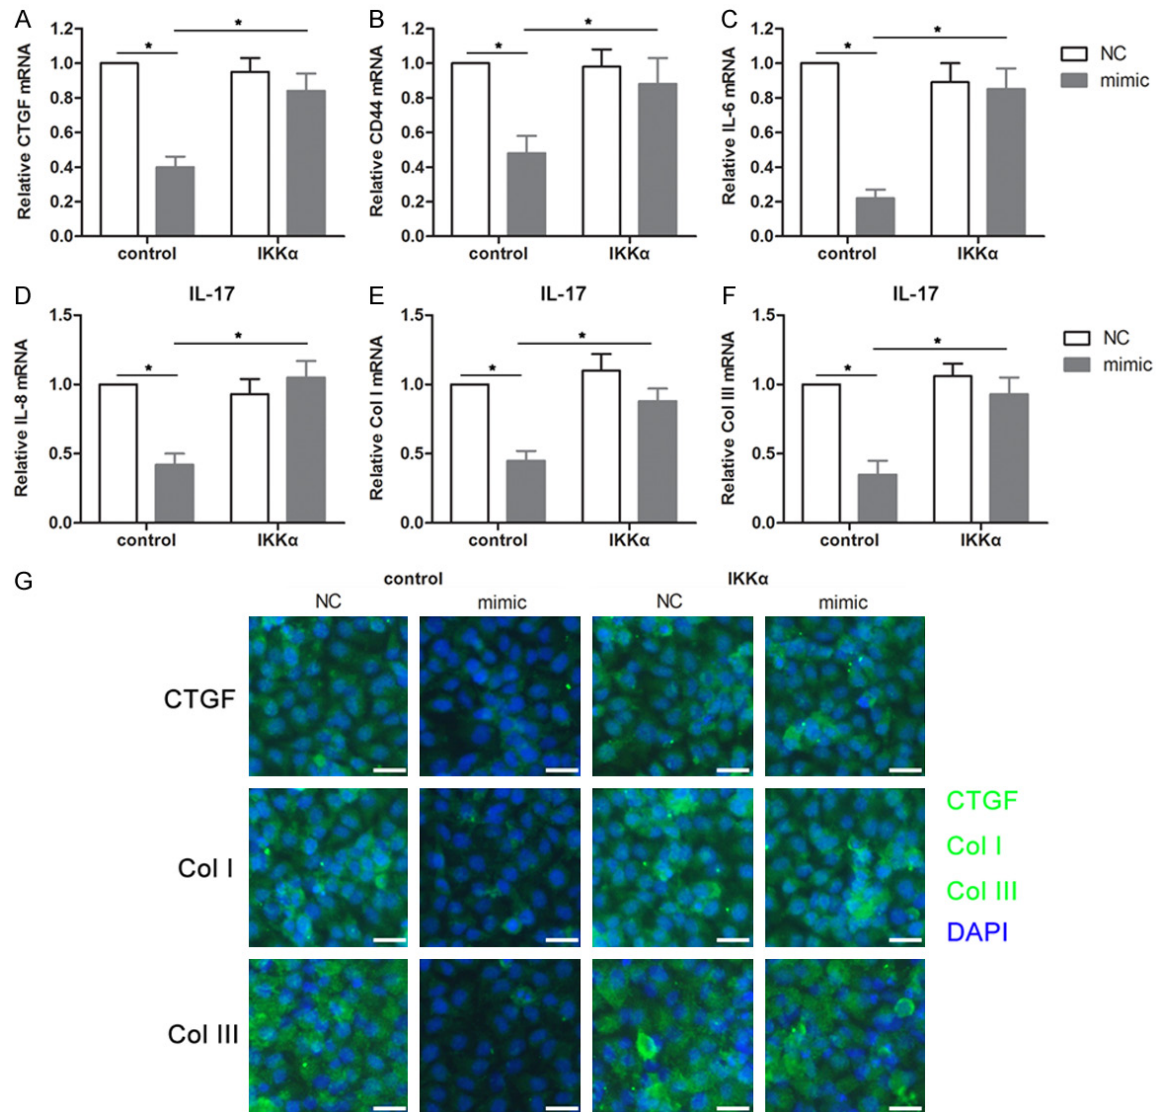 A
Relative CTGF mRNA
1.2
1.0
0.8
0.6
0.4
0.2
0.0
*
*
control
IKKα
B
Relative CD44 mRNA
1.2
1.0
0.8
0.6
0.4
0.2
0.0
*
*
control
IKKα
C
Relative IL-6 mRNA
1.2
1.0
0.8
0.6
0.4
0.2
0.0
*
*
control
IKKα
NC
mimic
D
IL-17
Relative IL-8 mRNA
1.5
1.0
0.5
0.0
*
*
control
IKKα
E
IL-17
Relative Col I mRNA
1.5
1.0
0.5
0.0
*
*
control
IKKα
F
IL-17
Relative Col III mRNA
1.5
1.0
0.5
0.0
*
*
control
IKKα
NC
mimic
G
control
IKKα
NC
mimic
NC
mimic
CTGF
Col I
Col III
CTGF
Col I
Col III
DAPI